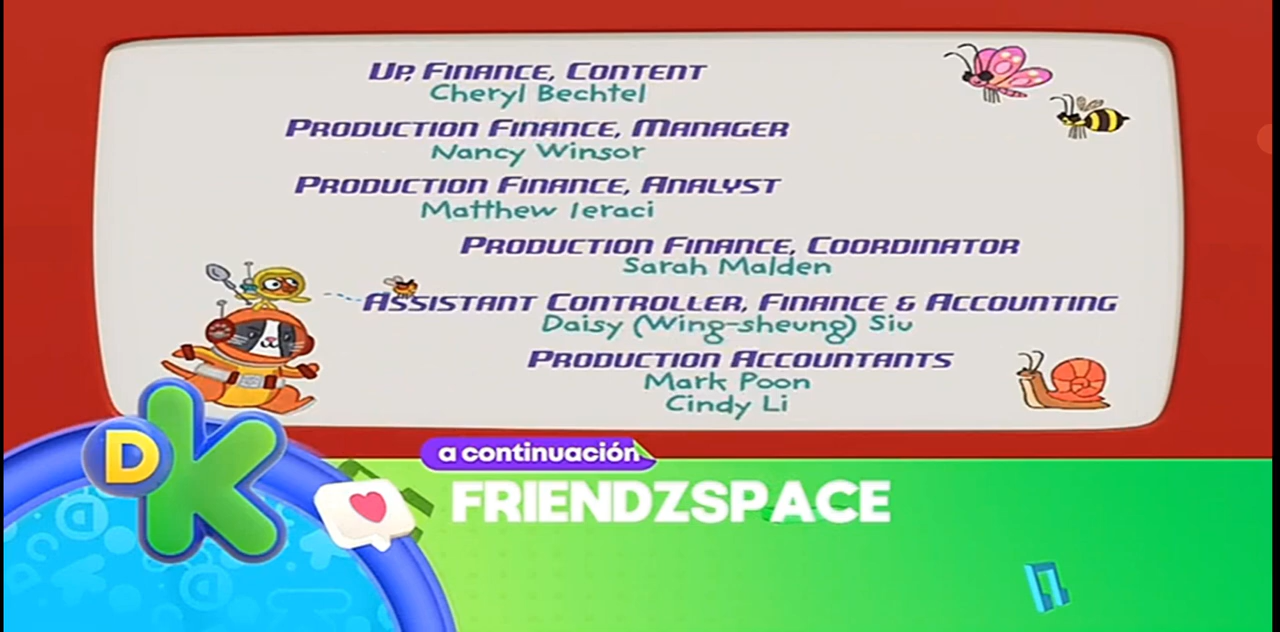 VP, FINANCE, CONTENT
Cheryl Bechtel
PRODUCTION FINANCE, MANAGER
Nancy Winsor
PRODUCTION FINANCE, ANALYST
Matthew Ieraci
PRODUCTION FINANCE, COORDINATOR
Sarah Malden
ASSISTANT CONTROLLER, FINANCE & ACCOUNTING
Daisy (Wing-sheung) Siu
PRODUCTION ACCOUNTANTS
Mark Poon
Cindy Li
DK
a continuación
FRIENDZSPACE